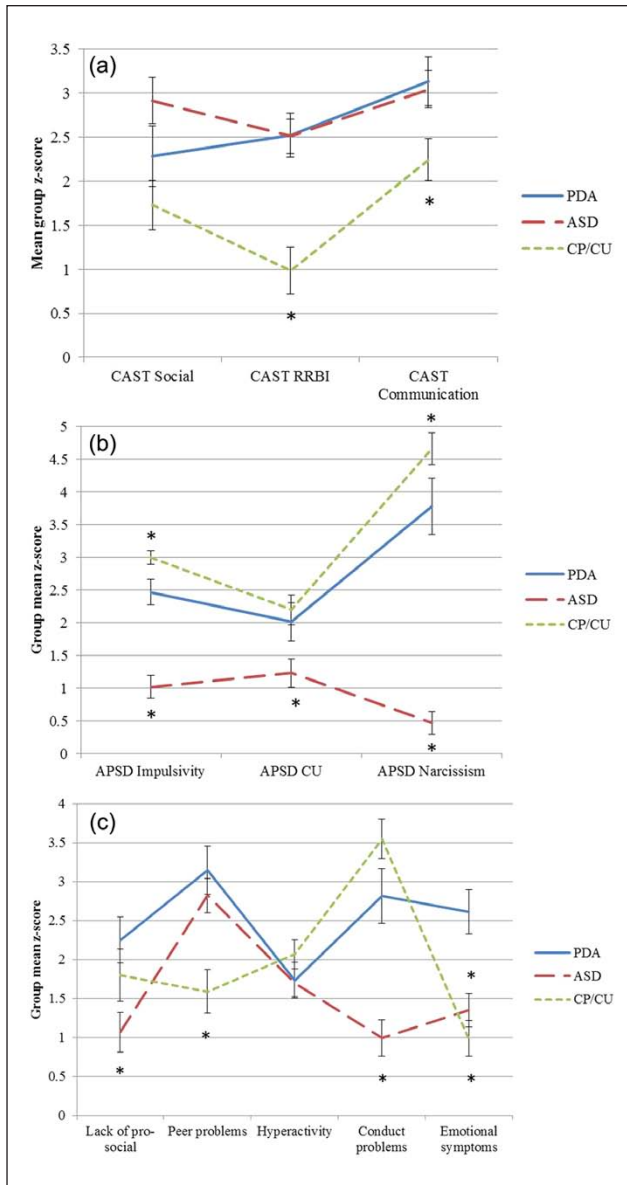 (a)
Mean group z-score
3.5
3
2.5
2
1.5
1
0.5
0
*
*
CAST Social
CAST RRBI
CAST
Communication
PDA
ASD
CP/CU
(b)
Group mean z-score
5
4.5
4
3.5
3
2.5
2
1.5
1
0.5
0
*
*
*
*
*
APSD Impulsivity
APSD CU
APSD Narcissism
PDA
ASD
CP/CU
(c)
Group mean z-score
4
3.5
3
2.5
2
1.5
1
0.5
0
*
*
*
*
*
Lack of pro-
social
Peer problems
Hyperactivity
Conduct
problems
Emotional
symptoms
PDA
ASD
CP/CU